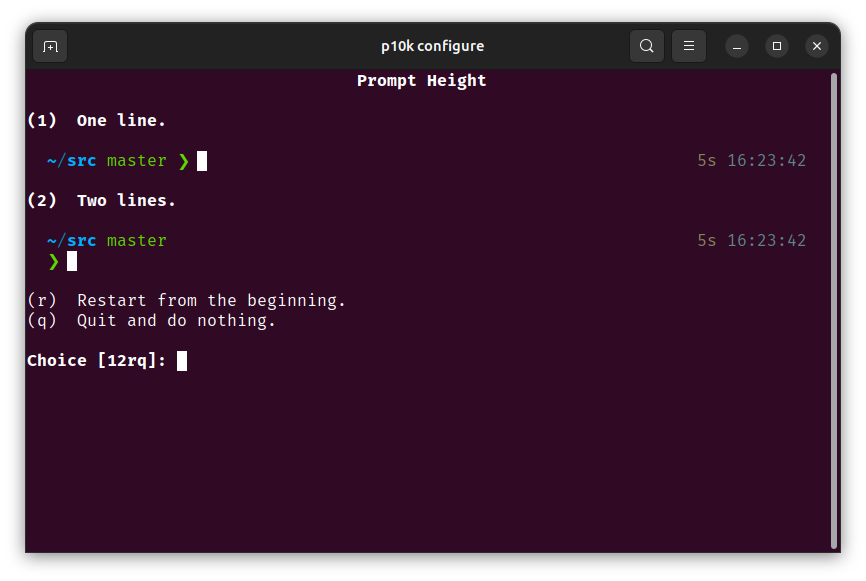 p10k configure
Prompt Height
(1) One line.
~/src master ❯ 5s 16:23:42
(2) Two lines.
~/src master 5s 16:23:42
❯
(r) Restart from the beginning.
(q) Quit and do nothing.
Choice [12rq]: